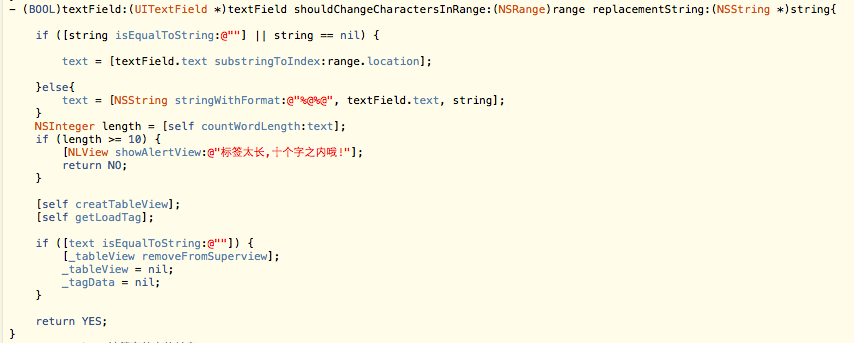 - (BOOL)textField:(UITextField *)textField shouldChangeCharactersInRange:(NSRange)range replacementString:(NSString *)string{
if ([string isEqualToString:@""] || string == nil) {
text = [textField.text substringToIndex:range.location];
}else{
text = [NSString stringWithFormat:@"%@%@", textField.text, string];
}
NSInteger length = [self countWordLength:text];
if (length >= 10) {
[NLView showAlertView:@"标签太长,十个字之内哦!"];
return NO;
}
[self creatTableView];
[self getLoadTag];
if ([text isEqualToString:@""]) {
[_tableView removeFromSuperview];
_tableView = nil;
_tagData = nil;
}
return YES;
}